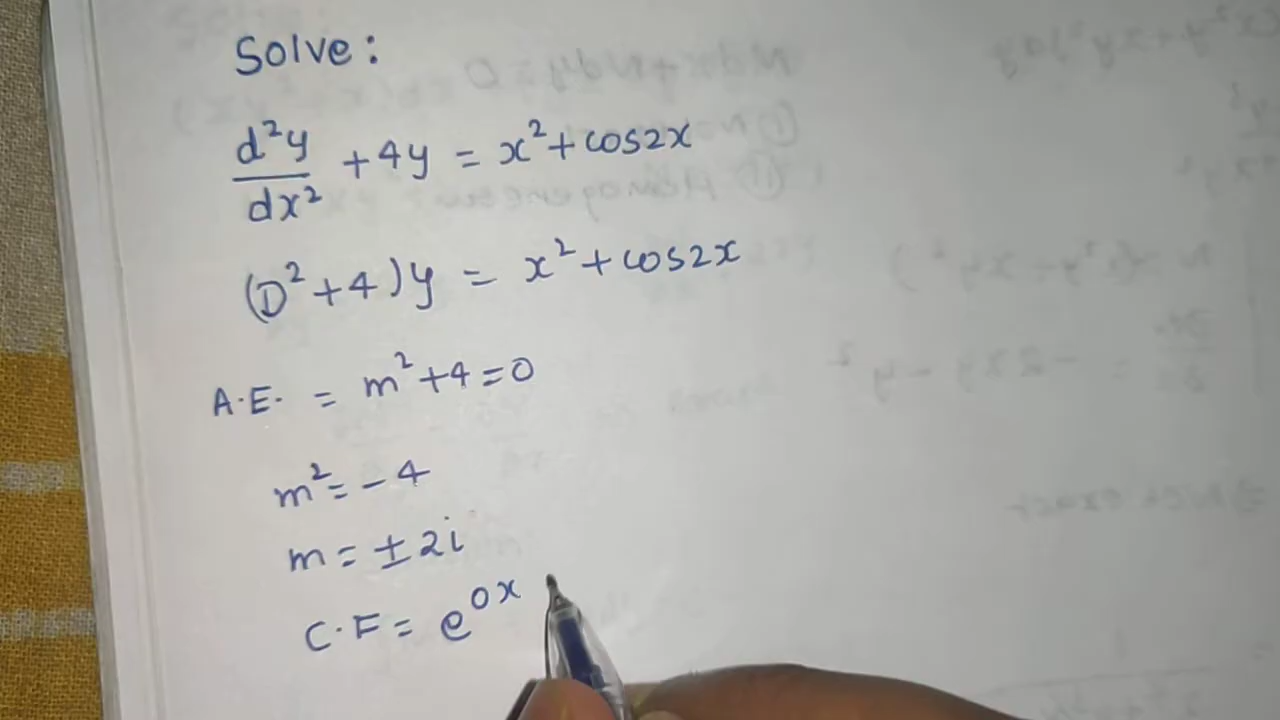 Solve:
d²y/dx² + 4y = x² + cos2x
(D² + 4)y = x² + cos2x
A.E. = m² + 4 = 0
m² = - 4
m = ± 2i
C.F = e^0x